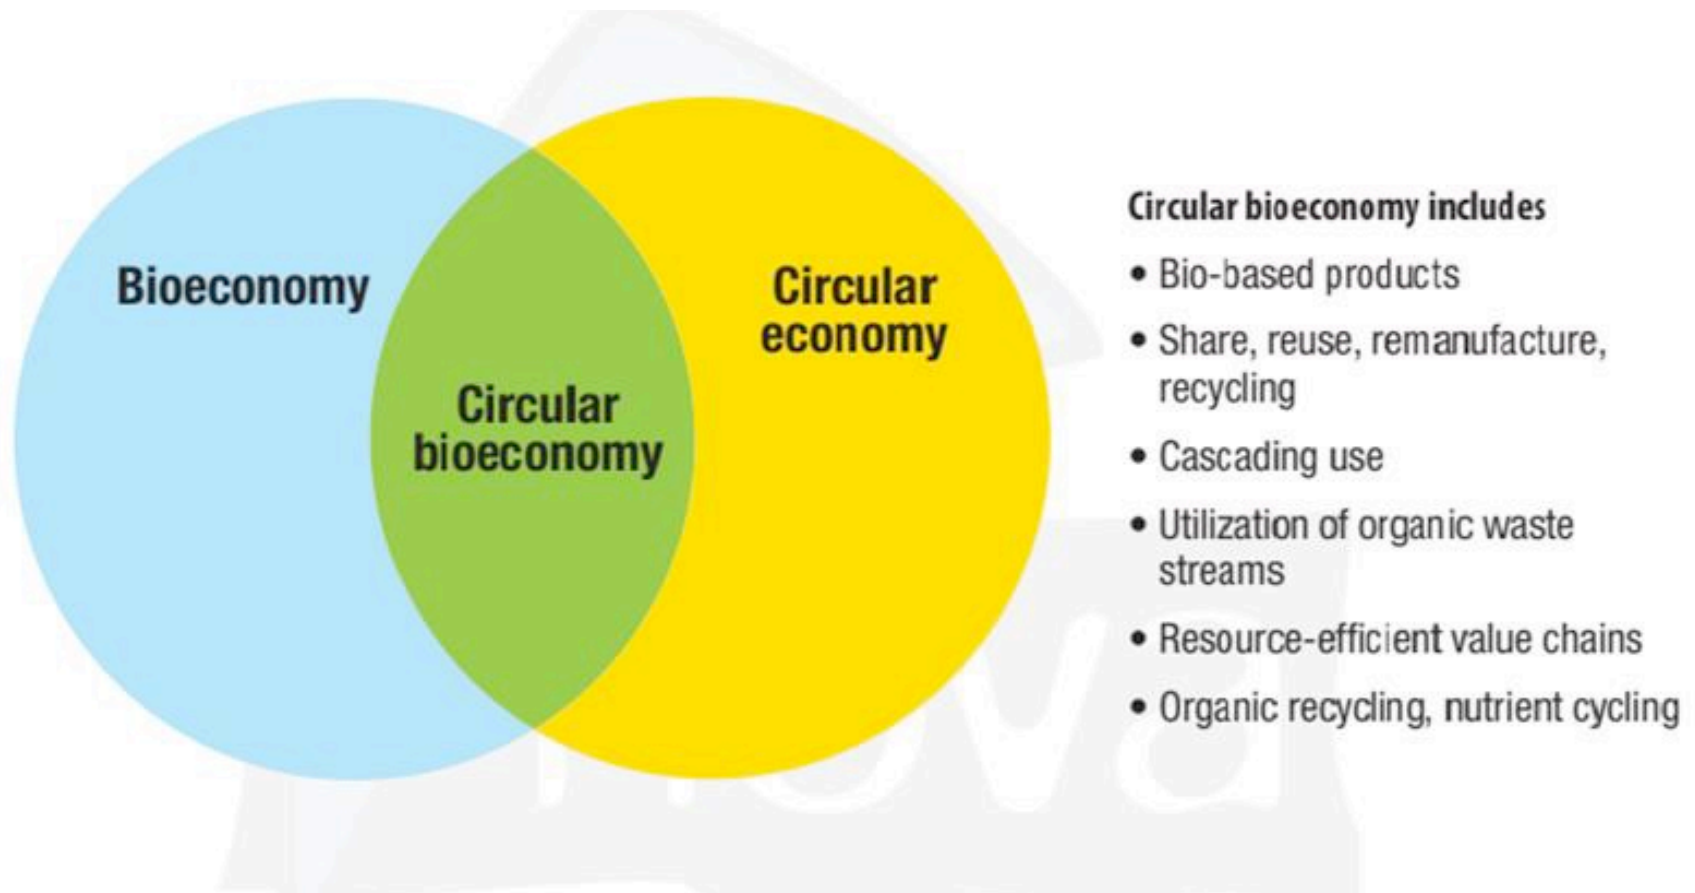 Bioeconomy
Circular
economy
Circular
bioeconomy
Circular bioeconomy includes
• Bio-based products
• Share, reuse, remanufacture,
recycling
• Cascading use
• Utilization of organic waste
streams
• Resource-efficient value chains
• Organic recycling, nutrient cycling
nova